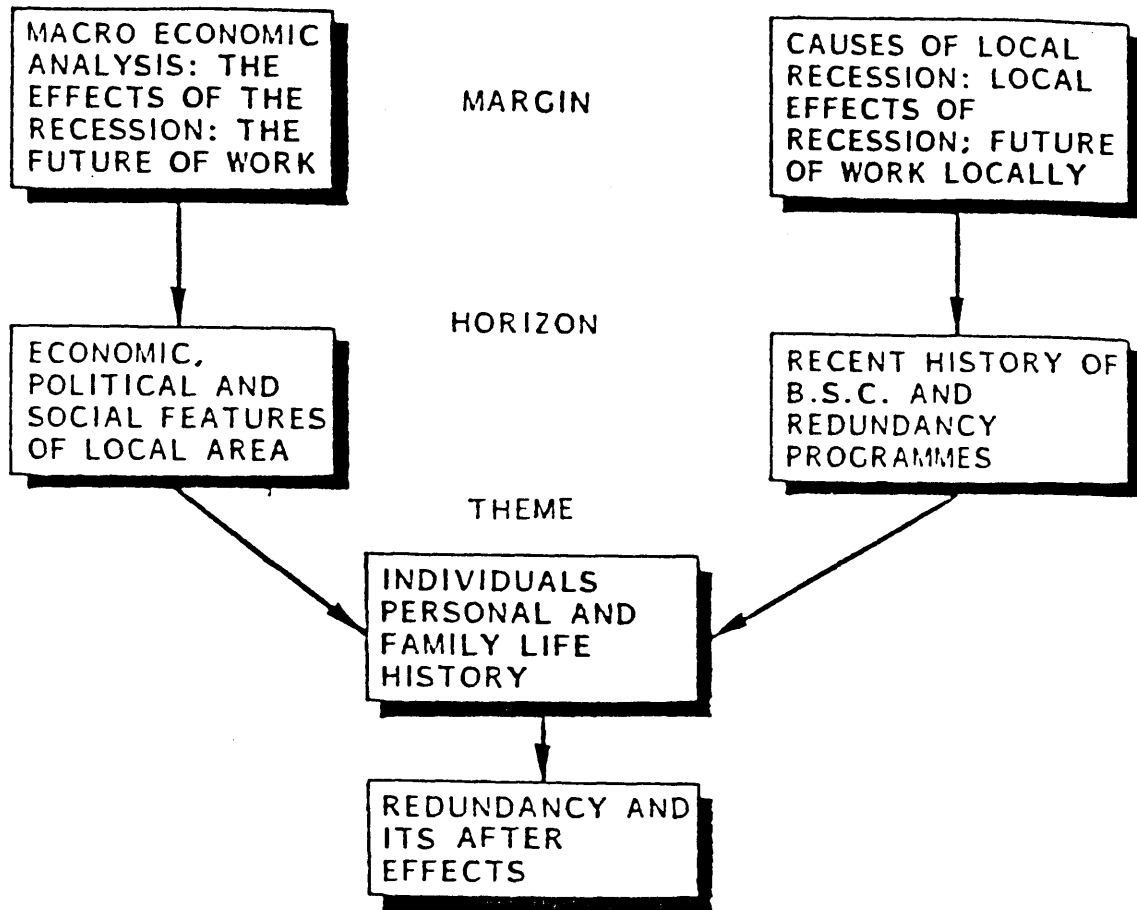 MACRO ECONOMIC
ANALYSIS: THE
EFFECTS OF THE
RECESSION: THE
FUTURE OF WORK
MARGIN
CAUSES OF LOCAL
RECESSION: LOCAL
EFFECTS OF
RECESSION; FUTURE
OF WORK LOCALLY
HORIZON
ECONOMIC,
POLITICAL AND
SOCIAL FEATURES
OF LOCAL AREA
RECENT HISTORY OF
B.S.C. AND
REDUNDANCY
PROGRAMMES
THEME
INDIVIDUALS
PERSONAL AND
FAMILY LIFE
HISTORY
REDUNDANCY AND
ITS AFTER
EFFECTS